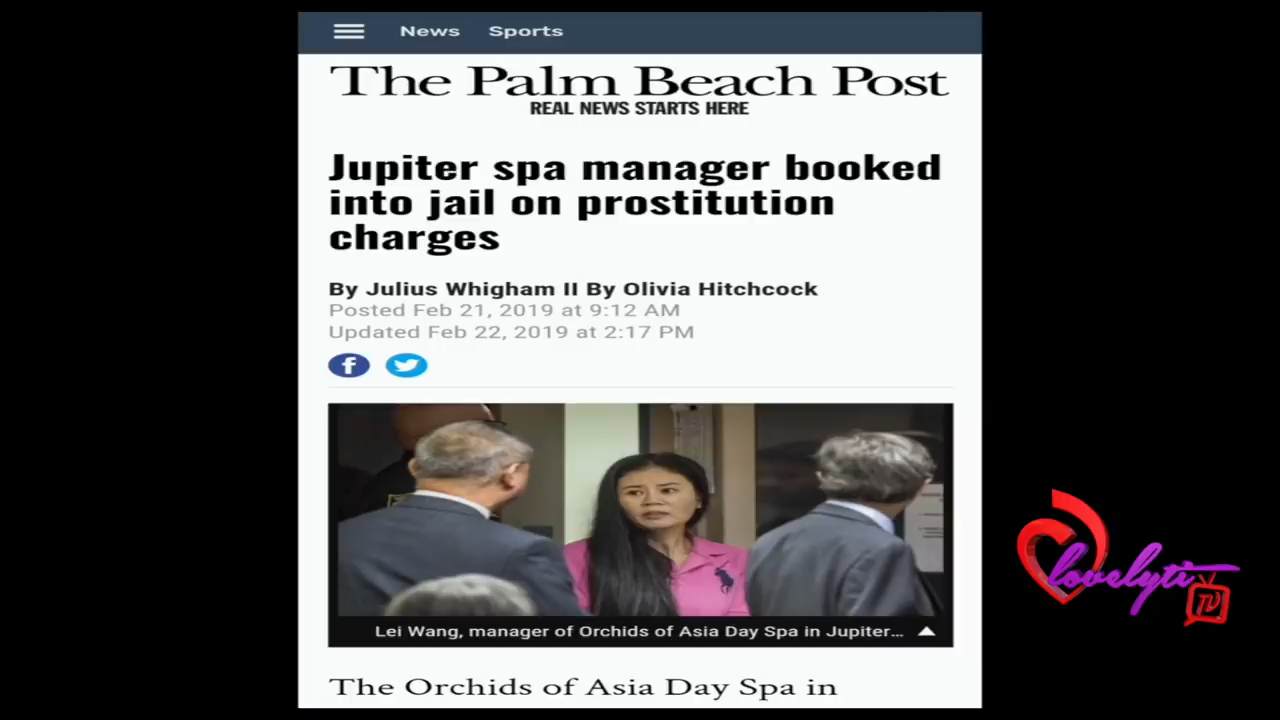 News Sports
The Palm Beach Post
REAL NEWS STARTS HERE
Jupiter spa manager booked
into jail on prostitution
charges
By Julius Whigham II By Olivia Hitchcock
Posted Feb 21, 2019 at 9:12 AM
Updated Feb 22, 2019 at 2:17 PM
f
Lei Wang, manager of Orchids of Asia Day Spa in Jupiter...
The Orchids of Asia Day Spa in
lovelyti
TV